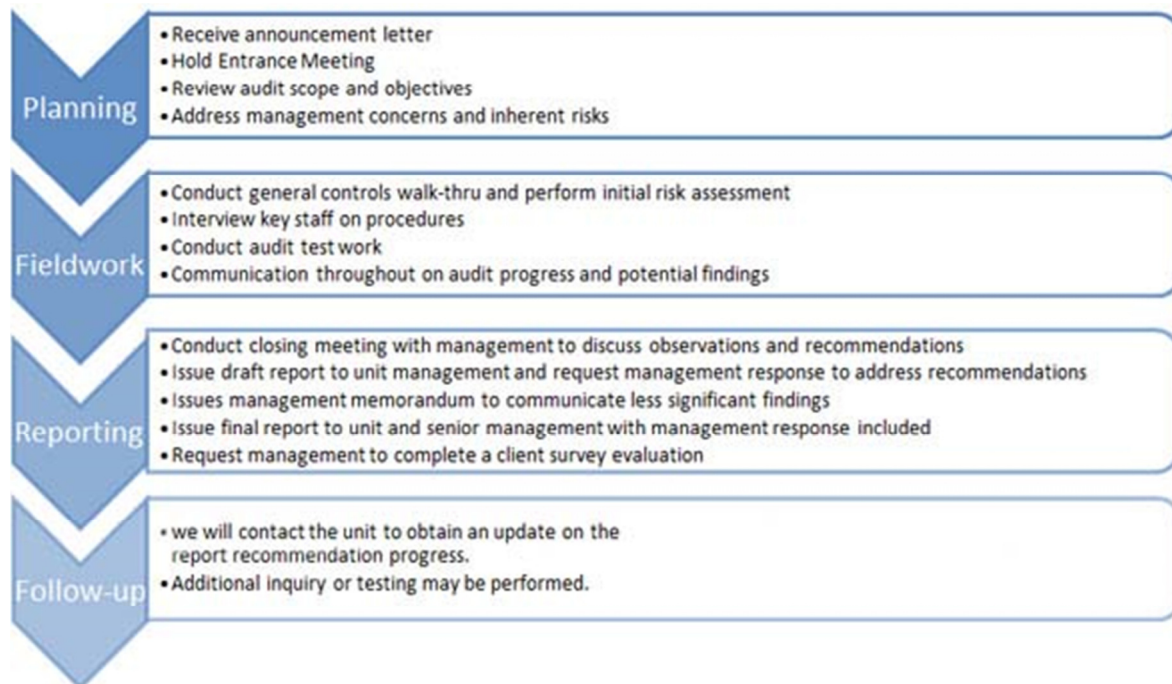 Planning
• Receive announcement letter
• Hold Entrance Meeting
• Review audit scope and objectives
• Address management concerns and inherent risks
Fieldwork
• Conduct general controls walk-thru and perform initial risk assessment
• Interview key staff on procedures
• Conduct audit test work
• Communication throughout on audit progress and potential findings
Reporting
• Conduct closing meeting with management to discuss observations and recommendations
• Issue draft report to unit management and request management response to address recommendations
• Issues management memorandum to communicate less significant findings
• Issue final report to unit and senior management with management response included
• Request management to complete a client survey evaluation
Follow-up
• we will contact the unit to obtain an update on the
report recommendation progress.
• Additional inquiry or testing may be performed.